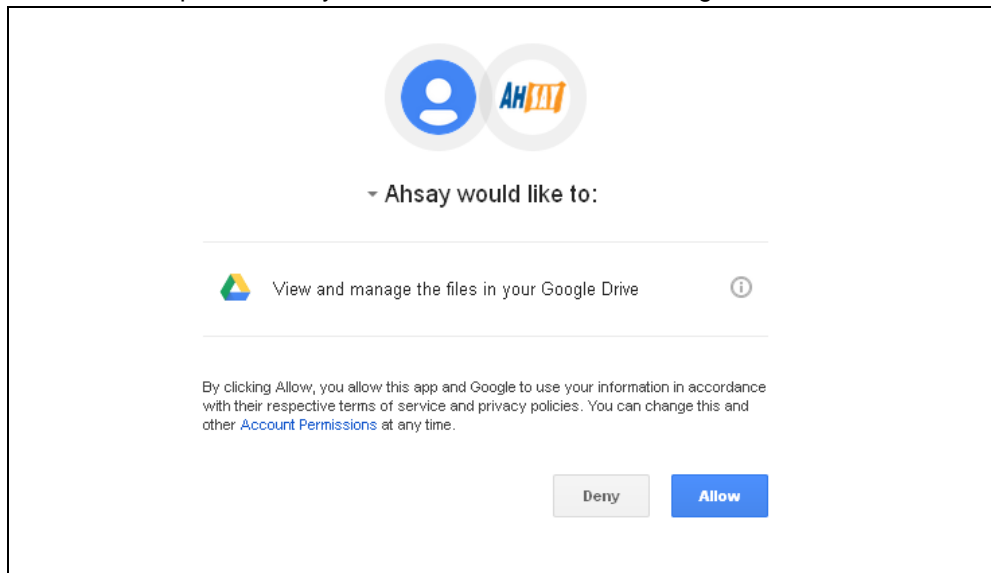 AHSAY
Ahsay would like to:
View and manage the files in your Google Drive
By clicking Allow, you allow this app and Google to use your information in accordance
with their respective terms of service and privacy policies. You can change this and
other Account Permissions at any time.
Deny Allow